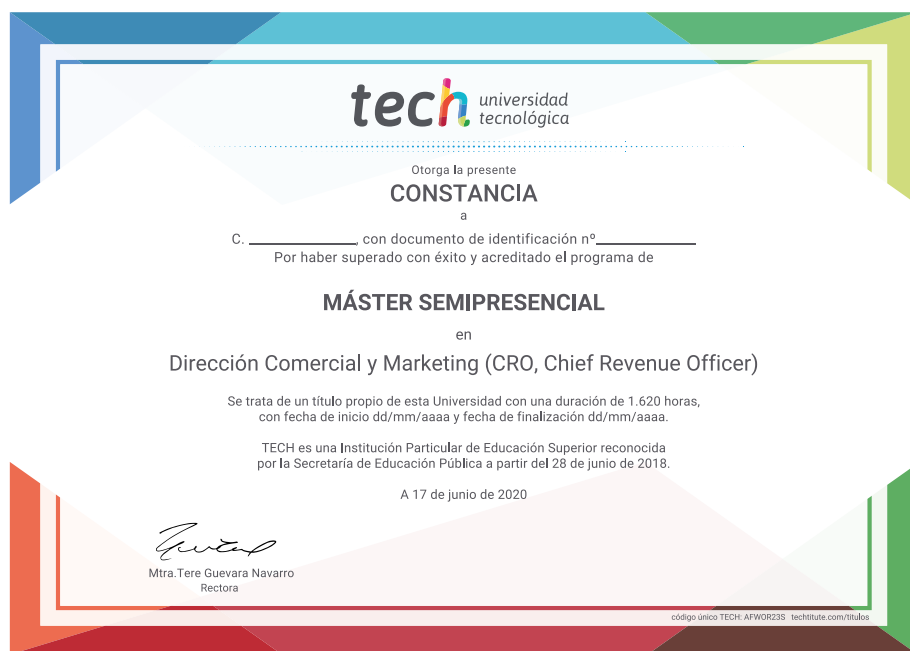 tech universidad
tecnológica
Otorga la presente
CONSTANCIA
a
C. ____________, con documento de identificación nº____________
Por haber superado con éxito y acreditado el programa de
MÁSTER SEMIPRESENCIAL
en
Dirección Comercial y Marketing (CRO, Chief Revenue Officer)
Se trata de un título propio de esta Universidad con una duración de 1.620 horas,
con fecha de inicio dd/mm/aaaa y fecha de finalización dd/mm/aaaa.
TECH es una Institución Particular de Educación Superior reconocida
por la Secretaría de Educación Pública a partir del 28 de junio de 2018.
A 17 de junio de 2020
Mtra.Tere Guevara Navarro
Rectora
código único TECH: AFWOR23S techtitute.com/titulos